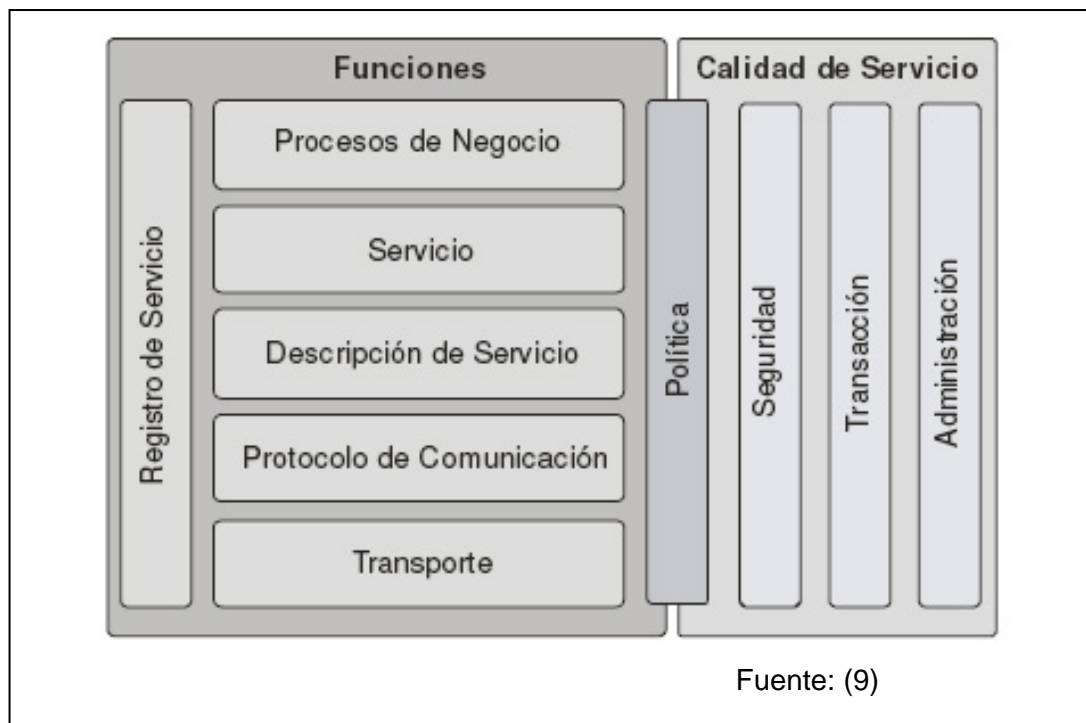 Funciones
Calidad de Servicio
Registro de Servicio
Procesos de Negocio
Servicio
Descripción de Servicio
Protocolo de Comunicación
Transporte
Política
Seguridad
Transacción
Administración
Fuente: (9)